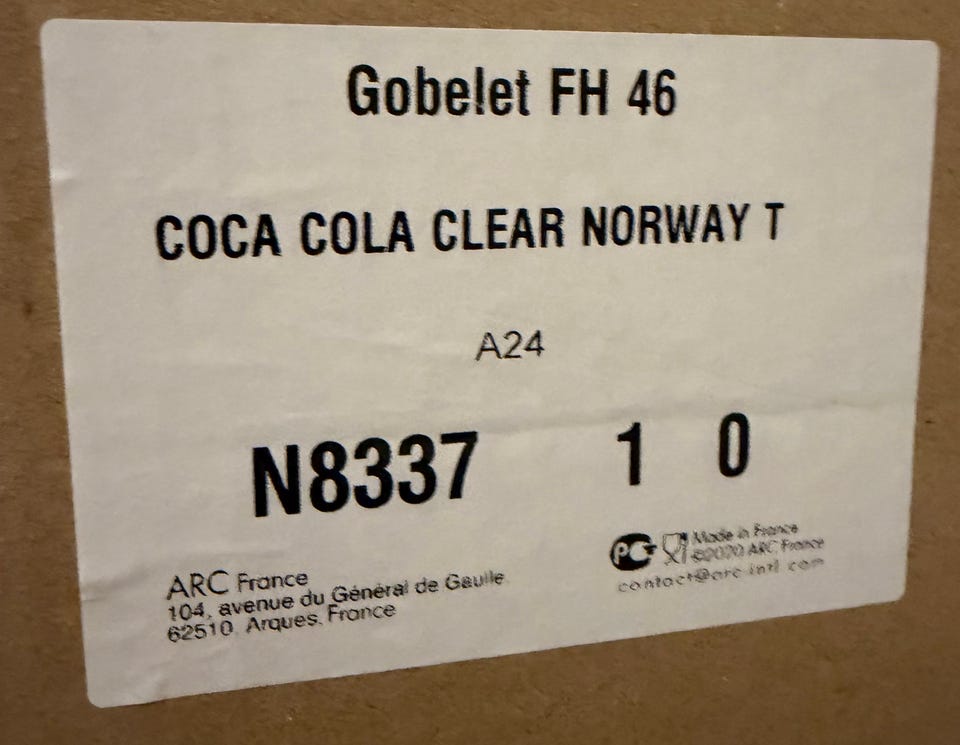 Gobelet FH 46
COCA COLA CLEAR NORWAY T
A24
N8337 1 0
ARC France
104, avenue du Général de Gaulle
62510 Arques, France
PG
Made in France
©2020 ARC France
contact@arc-intl.com